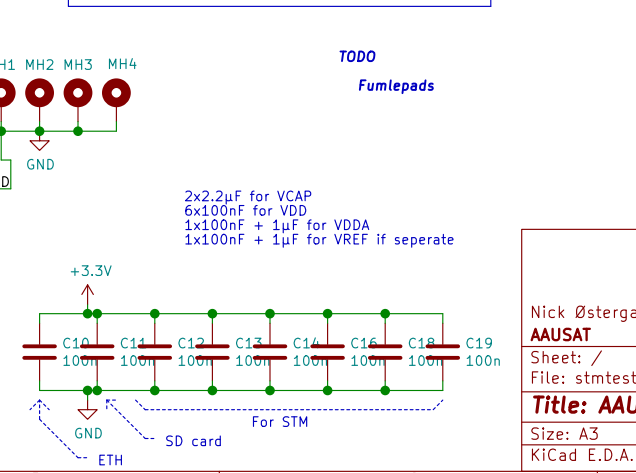 TODO
Fumlepads
H1 MH2 MH3 MH4
GND
D
2x2.2µF for VCAP
6x100nF for VDD
1x100nF + 1µF for VDDA
1x100nF + 1µF for VREF if seperate
+3.3V
C10 C11 C12 C13 C14 C16 C18 C19
100n 100n 100n 100n 100n 100n 100n 100n
GND
ETH
SD card
For STM
Nick Østerga
AAUSAT
Sheet: /
File: stmtest
Title: AAU
Size: A3
KiCad E.D.A.